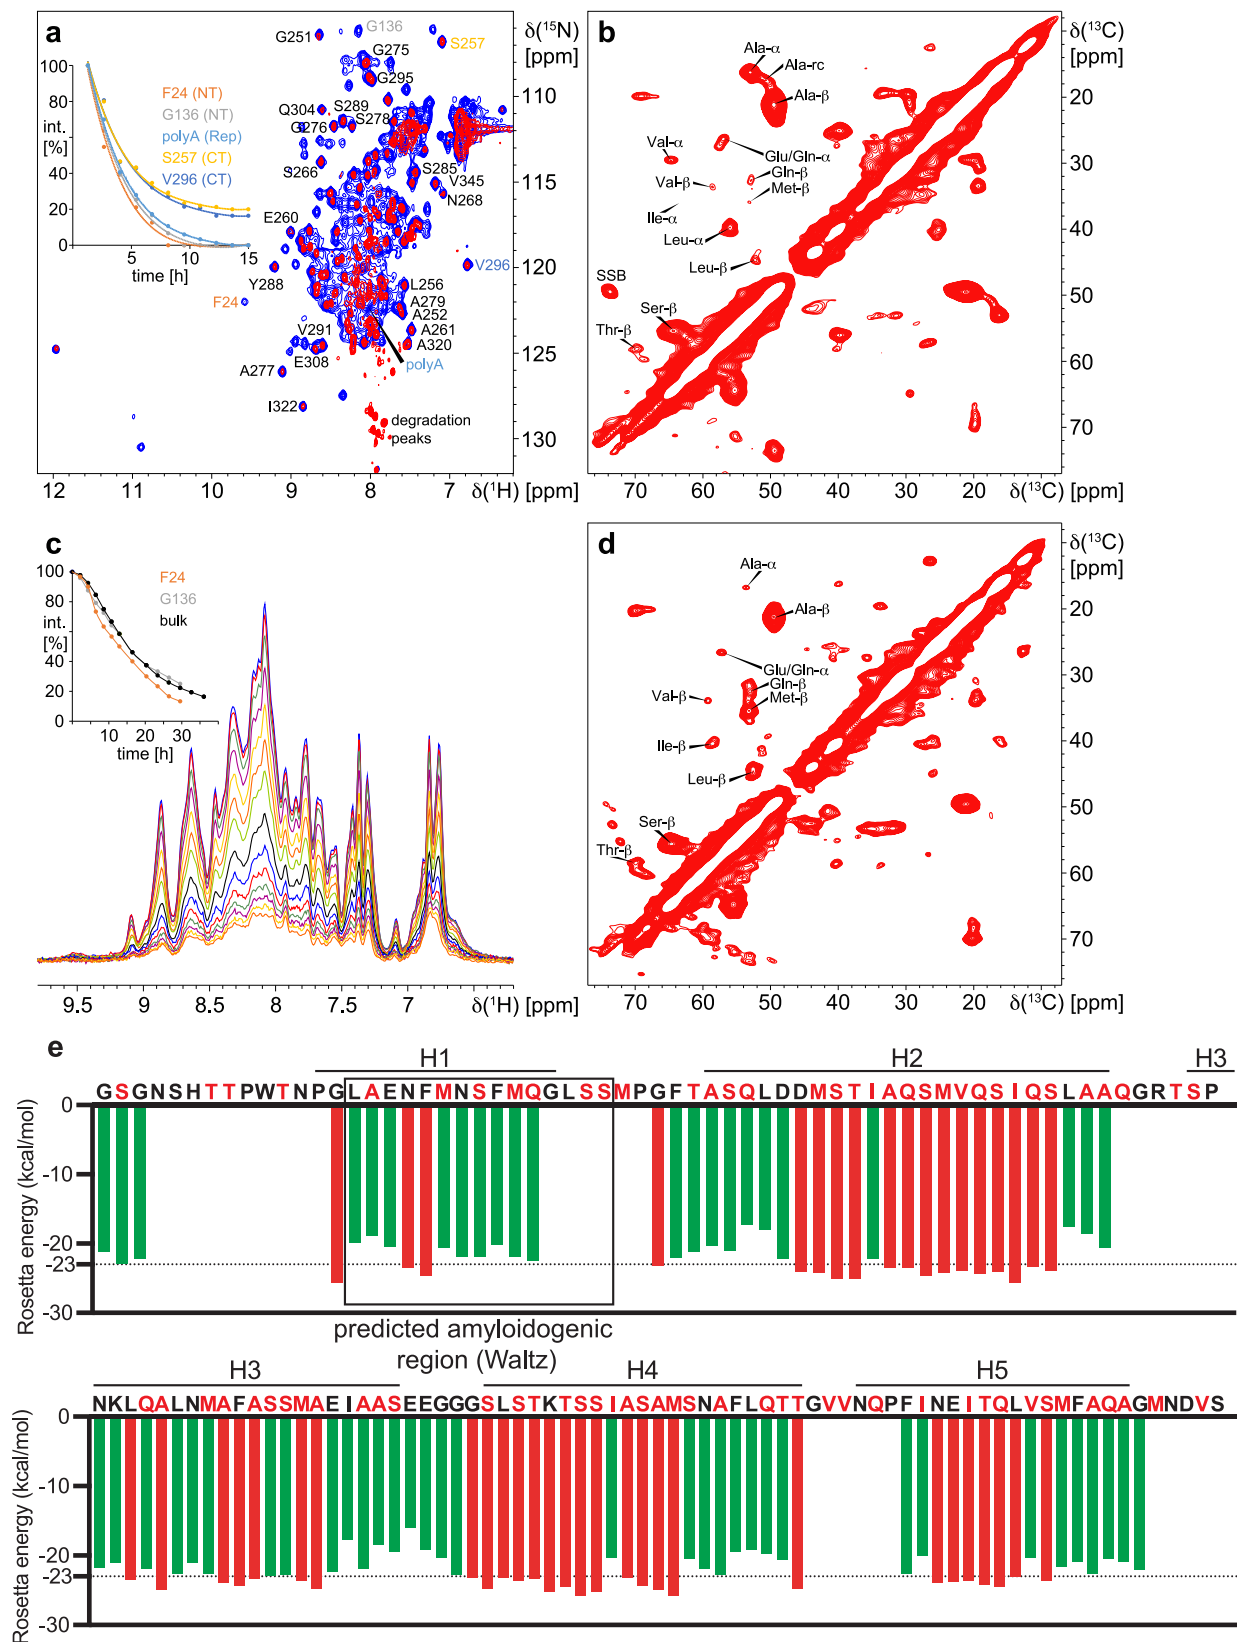 a
δ(¹⁵N)
[ppm]
G136
G251
S257
G275
G295
100
80
int.
[%]
40
20
0
F24 (NT)
G136 (NT)
polyA (Rep)
S257 (CT)
V296 (CT)
5 10 15
time [h]
Q304
S289
G276
S278
S266
S285
V345
N268
E260
V296
Y288
L256
F24
A279
A252
V291
A261
A320
E308
polyA
A277
I322
degradation
peaks
110
115
120
125
130
12 11 10 9 8 7
δ(¹H) [ppm]
b
δ(¹³C)
[ppm]
Ala-α
Ala-rc
Ala-β
Val-α
Glu/Gln-α
Gln-β
Val-β
Met-β
Ile-α
Leu-α
Leu-β
SSB
Ser-β
Thr-β
20
30
40
50
60
70
70 60 50 40 30 20
δ(¹³C) [ppm]
c
100
80
int.
[%]
40
20
0
F24
G136
bulk
10 20 30
time [h]
9.5 9 8.5 8 7.5 7
δ(¹H) [ppm]
d
δ(¹³C)
[ppm]
Ala-α
Ala-β
Glu/Gln-α
Gln-β
Val-β
Met-β
Ile-β
Leu-β
Ser-β
Thr-β
20
30
40
50
60
70
70 60 50 40 30 20
δ(¹³C) [ppm]
e
H1 H2 H3
GSGNSHTTPWTNPGLAENFMNSFMQGLSSMPGFTASQLDDMSTIAQSMVQSIQSLAAQGRTSP
Rosetta energy (kcal/mol)
0
-10
-20
-23
-30
predicted amyloidogenic
region (Waltz)
H3 H4 H5
NKLQALNMAFASSMAEIAASEEGGGSLSTKTSSIASAMSNAFLQTTGVVNQPFINEITQLVSMFAQAGMNDVS
Rosetta energy (kcal/mol)
0
-10
-20
-23
-30